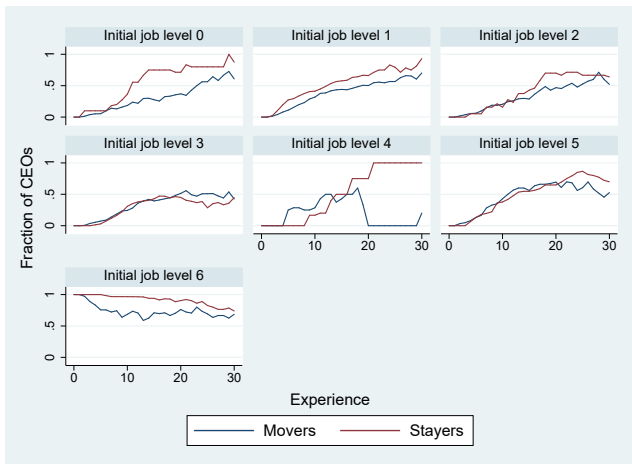 Initial job level 0
Initial job level 1
Initial job level 2
1
.5
0
Initial job level 3
Initial job level 4
Initial job level 5
1
.5
0
0 10 20 30
0 10 20 30
Initial job level 6
1
.5
0
0 10 20 30
Fraction of CEOs
Experience
Movers
Stayers